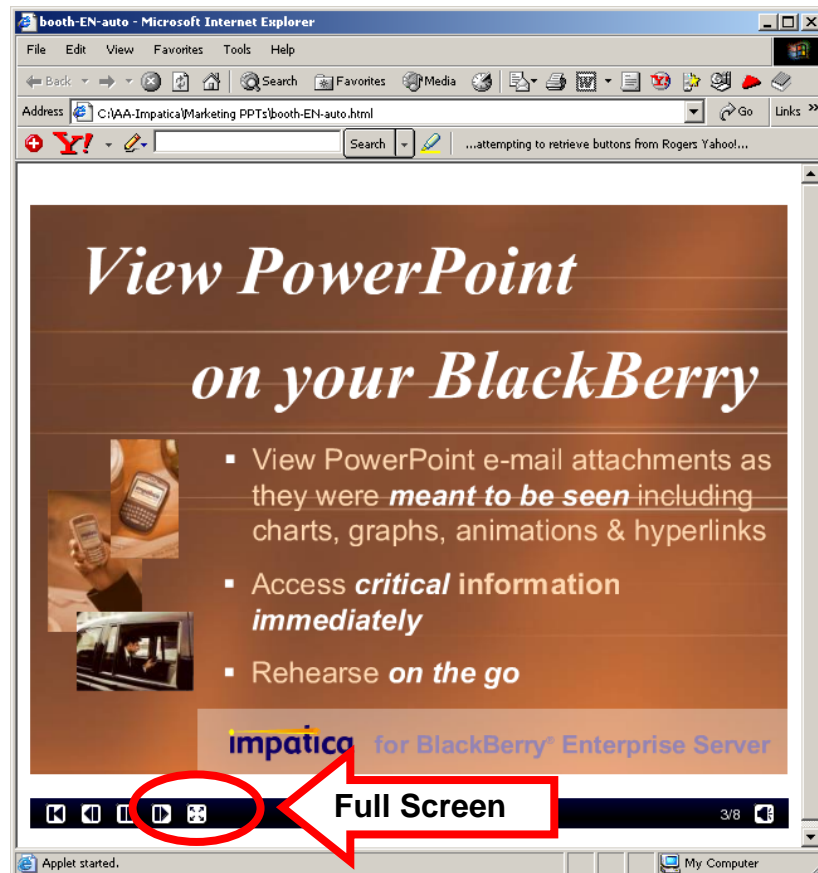 booth-EN-auto - Microsoft Internet Explorer
File Edit View Favorites Tools Help
Back Search Favorites Media
Address C:\AA-Impatica\Marketing PPTs\booth-EN-auto.html Go Links »
Y! Search ...attempting to retrieve buttons from Rogers Yahoo!...
View PowerPoint
on your BlackBerry
▪ View PowerPoint e-mail attachments as
they were meant to be seen including
charts, graphs, animations & hyperlinks
▪ Access critical information
immediately
▪ Rehearse on the go
impatica for BlackBerry® Enterprise Server
Full Screen
3/8
Applet started. My Computer